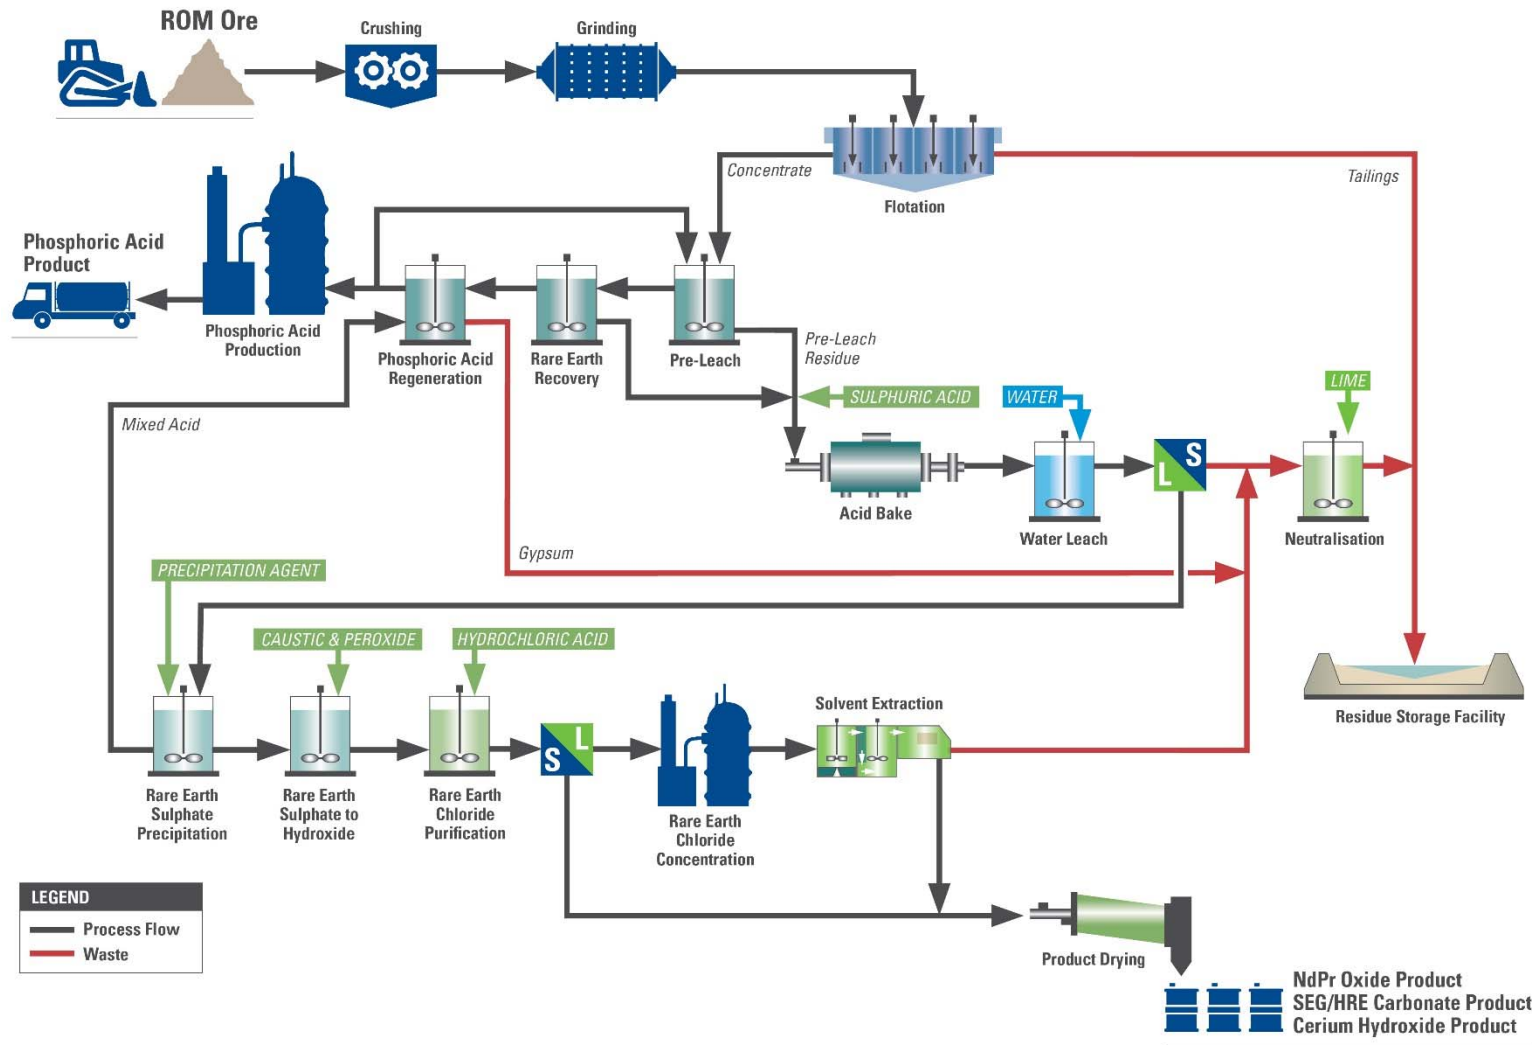 ROM Ore
Crushing
Grinding
Concentrate
Tailings
Flotation
Phosphoric Acid
Product
Phosphoric Acid
Production
Phosphoric Acid
Regeneration
Rare Earth
Recovery
Pre-Leach
Pre-Leach
Residue
SULPHURIC ACID
WATER
LIME
Mixed Acid
L
S
Acid Bake
Water Leach
Neutralisation
Gypsum
PRECIPITATION AGENT
CAUSTIC & PEROXIDE
HYDROCHLORIC ACID
Residue Storage Facility
Solvent Extraction
S
L
Rare Earth
Sulphate
Precipitation
Rare Earth
Sulphate to
Hydroxide
Rare Earth
Chloride
Purification
Rare Earth
Chloride
Concentration
LEGEND
Process Flow
Waste
Product Drying
NdPr Oxide Product
SEG/HRE Carbonate Product
Cerium Hydroxide Product